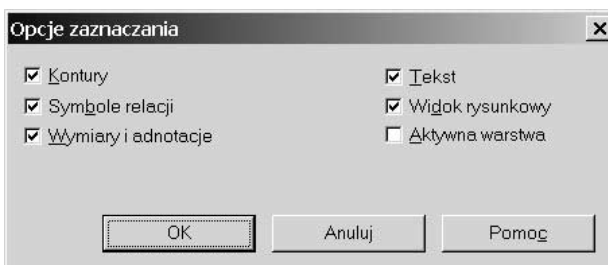 Opcje zaznaczania
Kontury
Tekst
Symbole relacji
Widok rysunkowy
Wymiary i adnotacje
Aktywna warstwa
OK
Anuluj
Pomoc